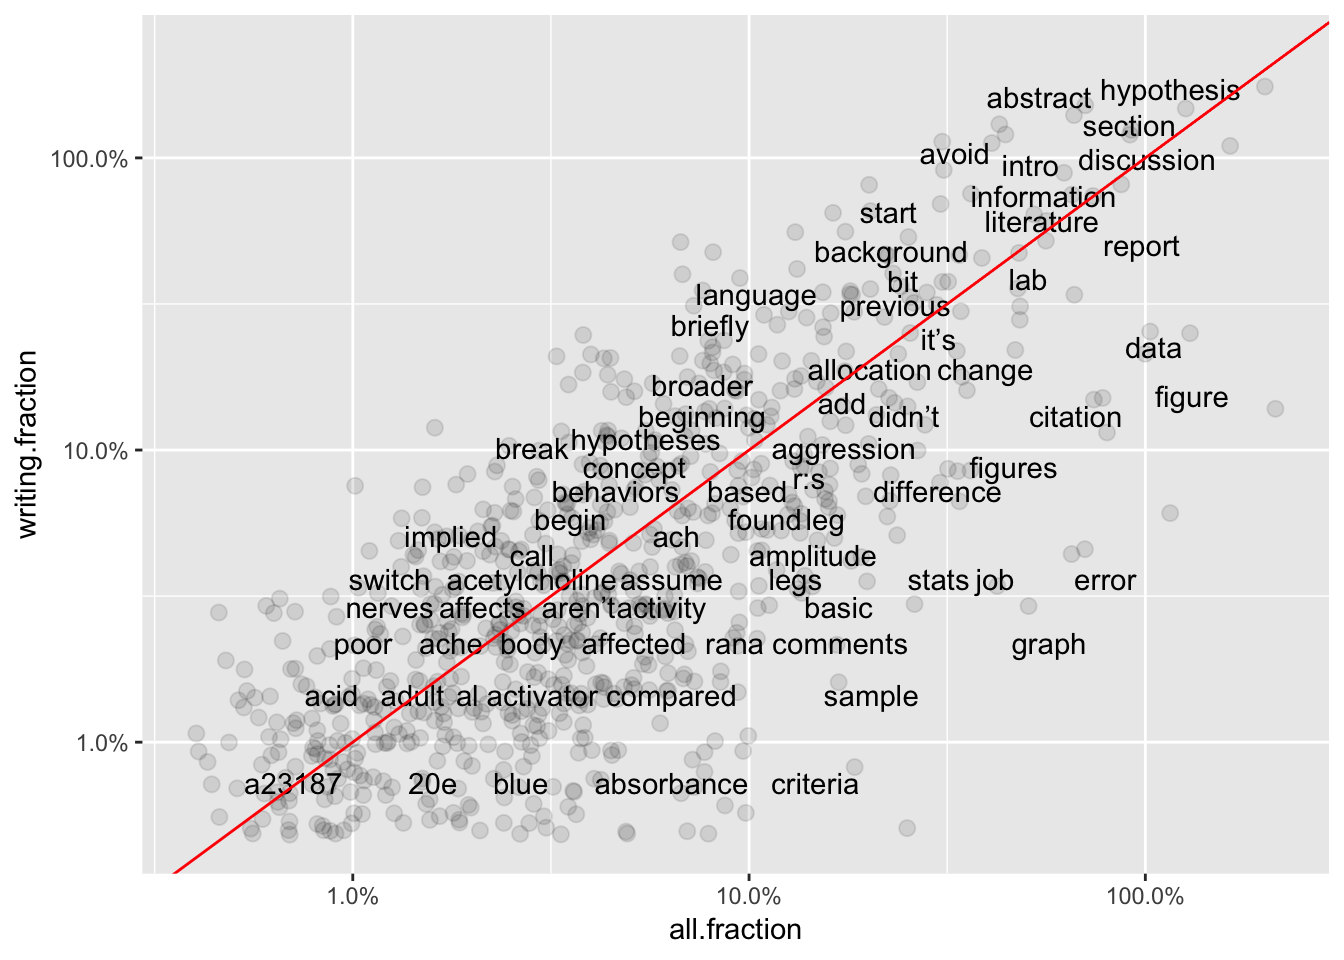 hypothesis
abstract
section
100.0%
avoid
discussion
intro
information
start
literature
report
background
bit
lab
language
previous
briefly
it’s
data
allocation change
broader
figure
add
beginning
didn’t
citation
hypotheses
10.0%
break
aggression
concept
figures
r:s
behaviors
based
difference
begin
found leg
implied
ach
call
amplitude
switch acetylcholine assume legs stats job error
nerves affects aren’t activity basic
poor ache body affected rana comments graph
acid adult al activator compared sample
1.0%
a23187 20e blue absorbance criteria
1.0% 10.0% 100.0%
all.fraction
writing.fraction